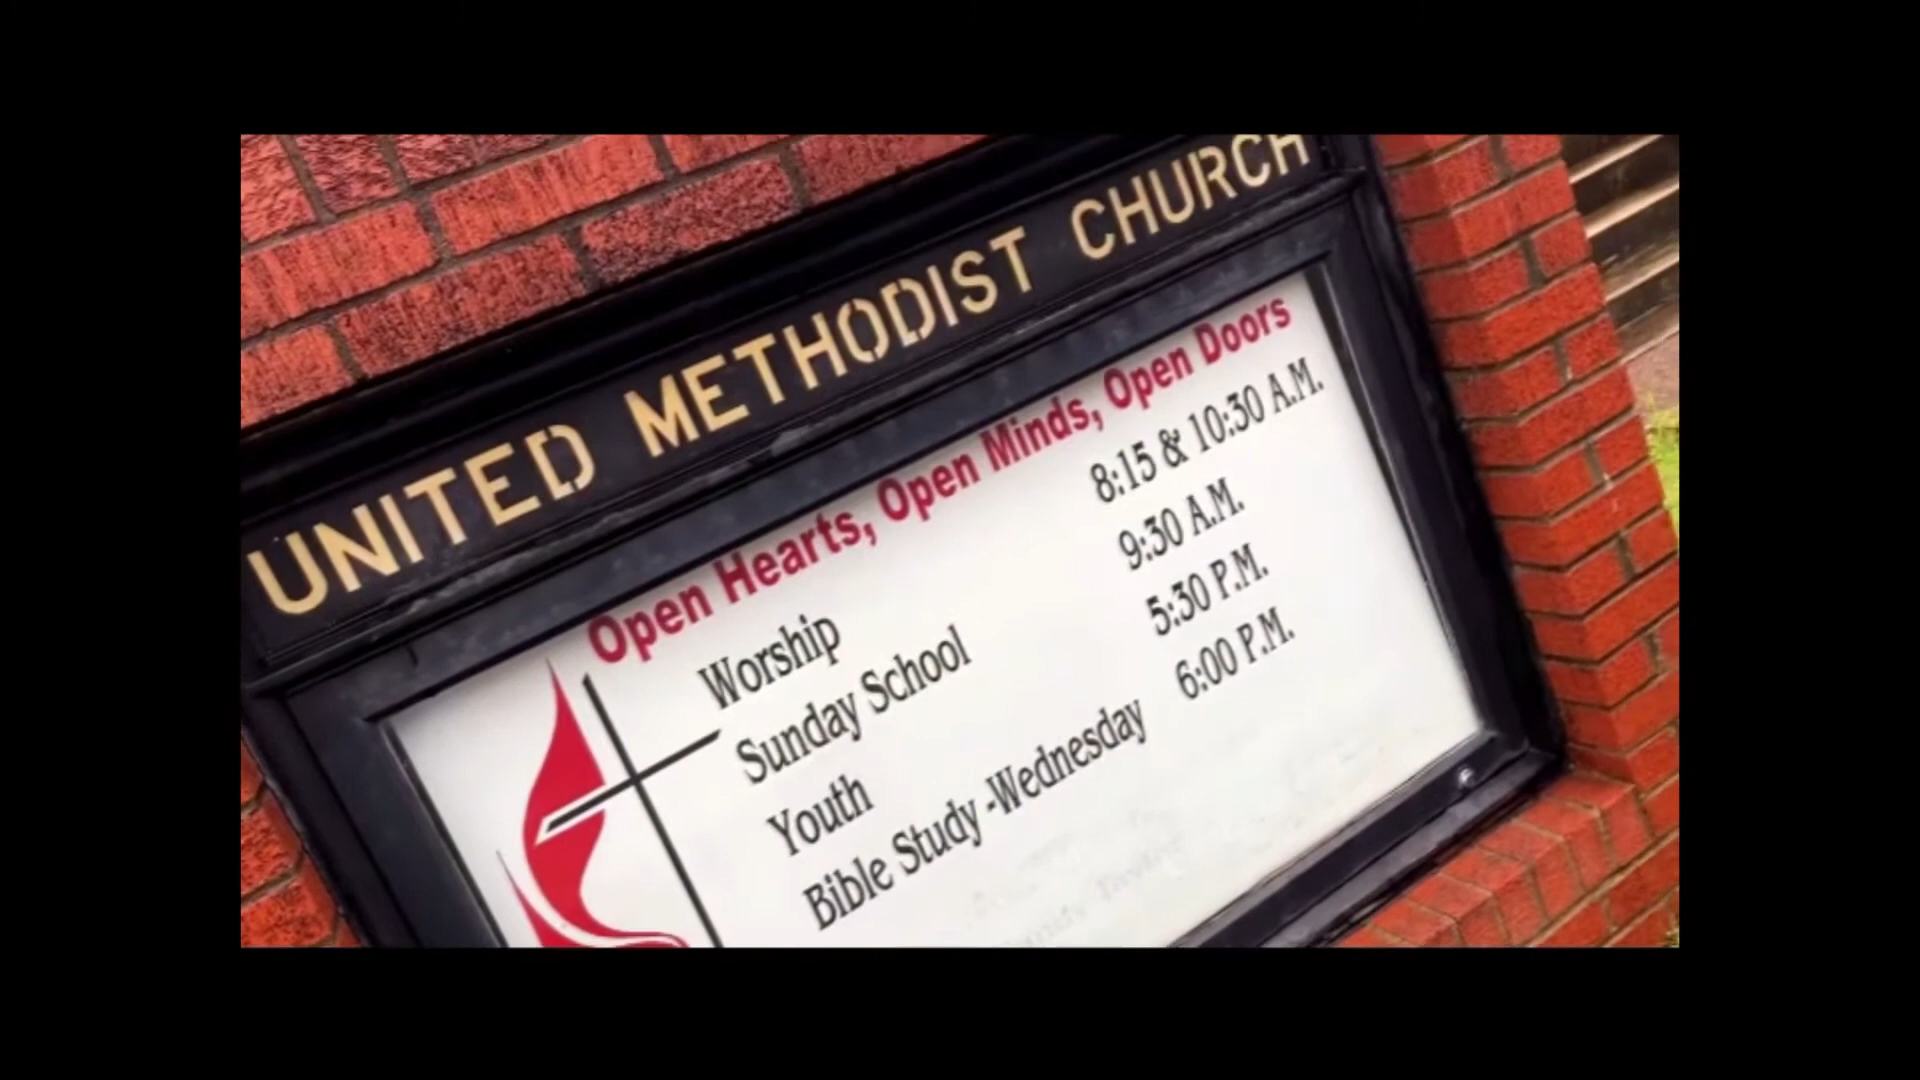 UNITED METHODIST CHURCH
Open Hearts, Open Minds, Open Doors
Worship 8:15 & 10:30 A.M.
Sunday School 9:30 A.M.
Youth 5:30 P.M.
Bible Study -Wednesday 6:00 P.M.